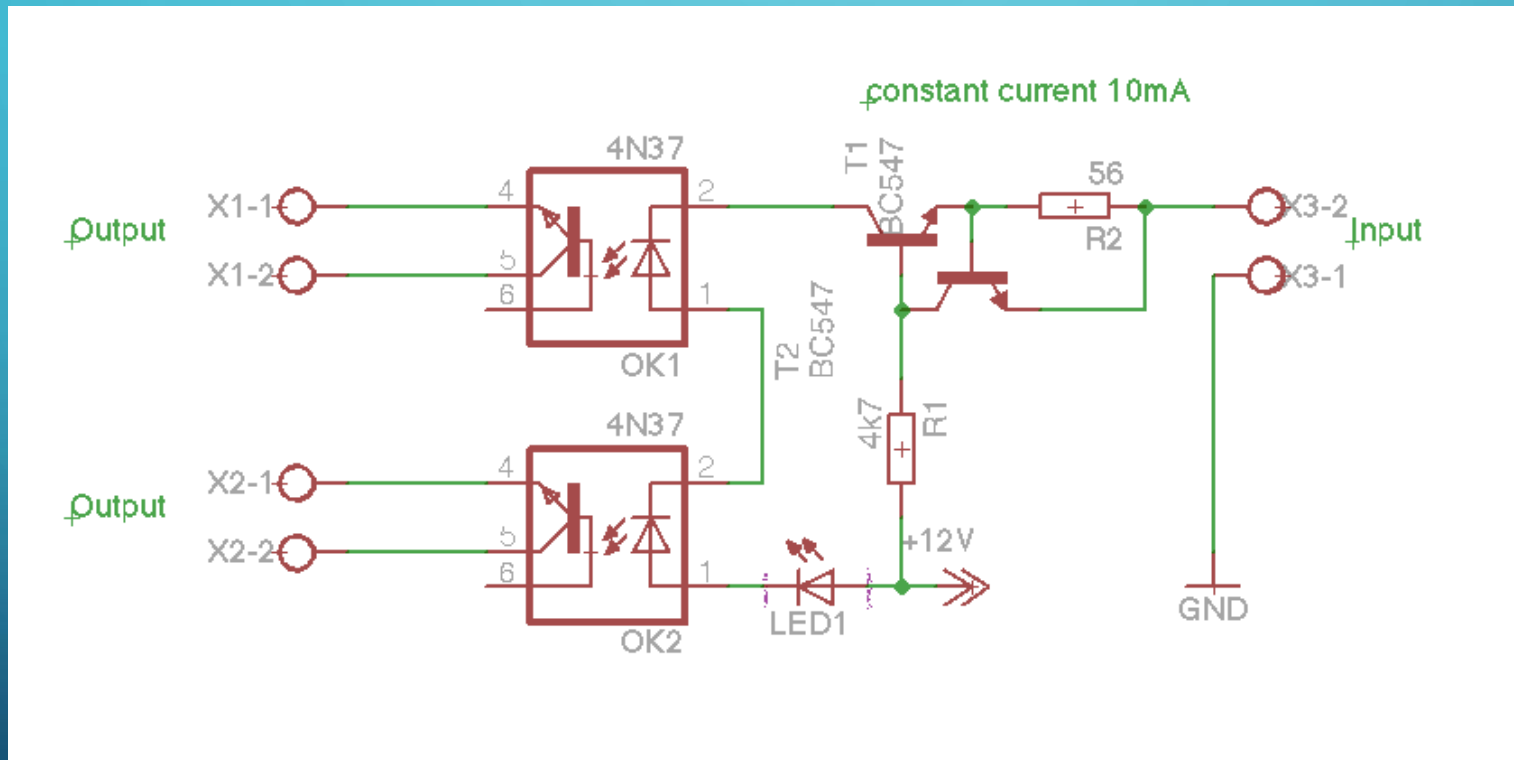 constant current 10mA
4N37
T1
BC547
56
X1-1
4
2
X3-2
Output
R2
Input
X1-2
5
X3-1
6
1
OK1
T2
BC547
4k7
R1
4N37
X2-1
4
2
Output
X2-2
5
+12V
6
1
LED1
GND
OK2